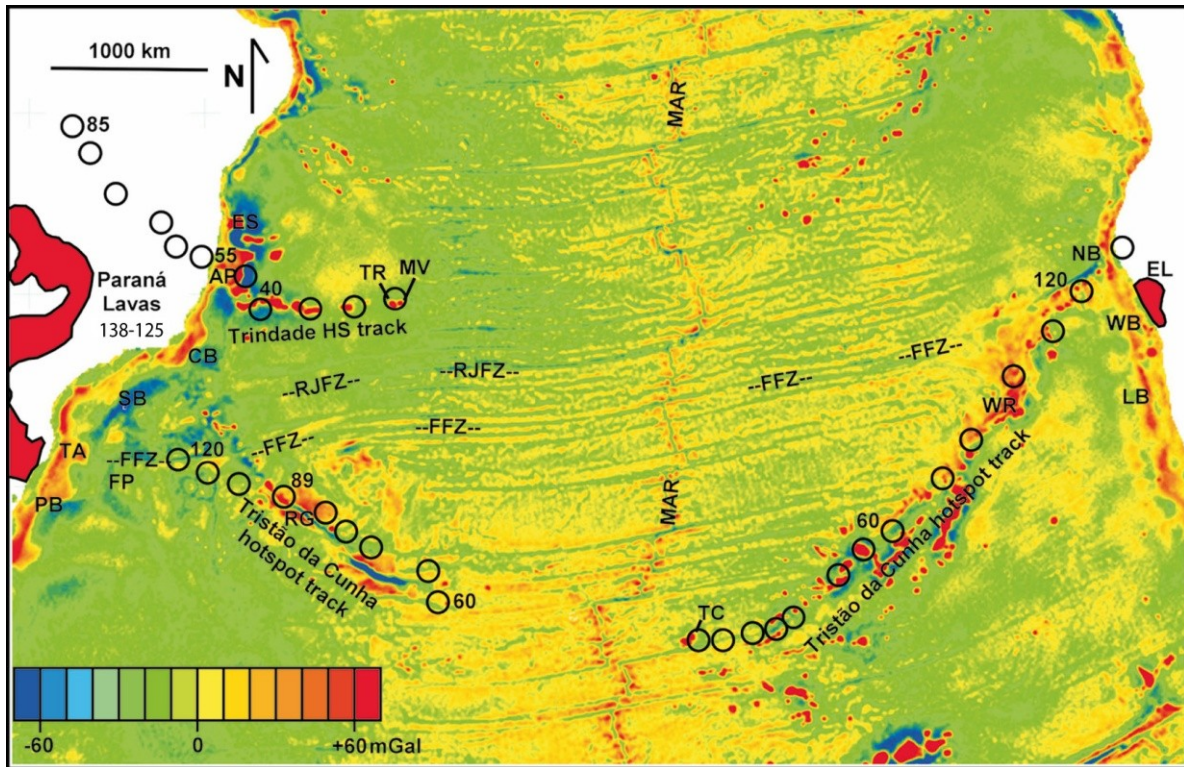 1000 km
N
85
MAR
ES
55
AP
40
TR
MV
Trindade HS track
Paraná
Lavas
138-125
CB
SB
--RJFZ--
--RJFZ--
--FFZ--
--FFZ--
--FFZ--
--FFZ--
NB
120
EL
WB
LB
WR
TA
--FFZ-
FP
PB
120
89
RG
Tristão da Cunha
hotspot track
60
MAR
60
TC
Tristão da Cunha hotspot track
-60
0
+60 mGal